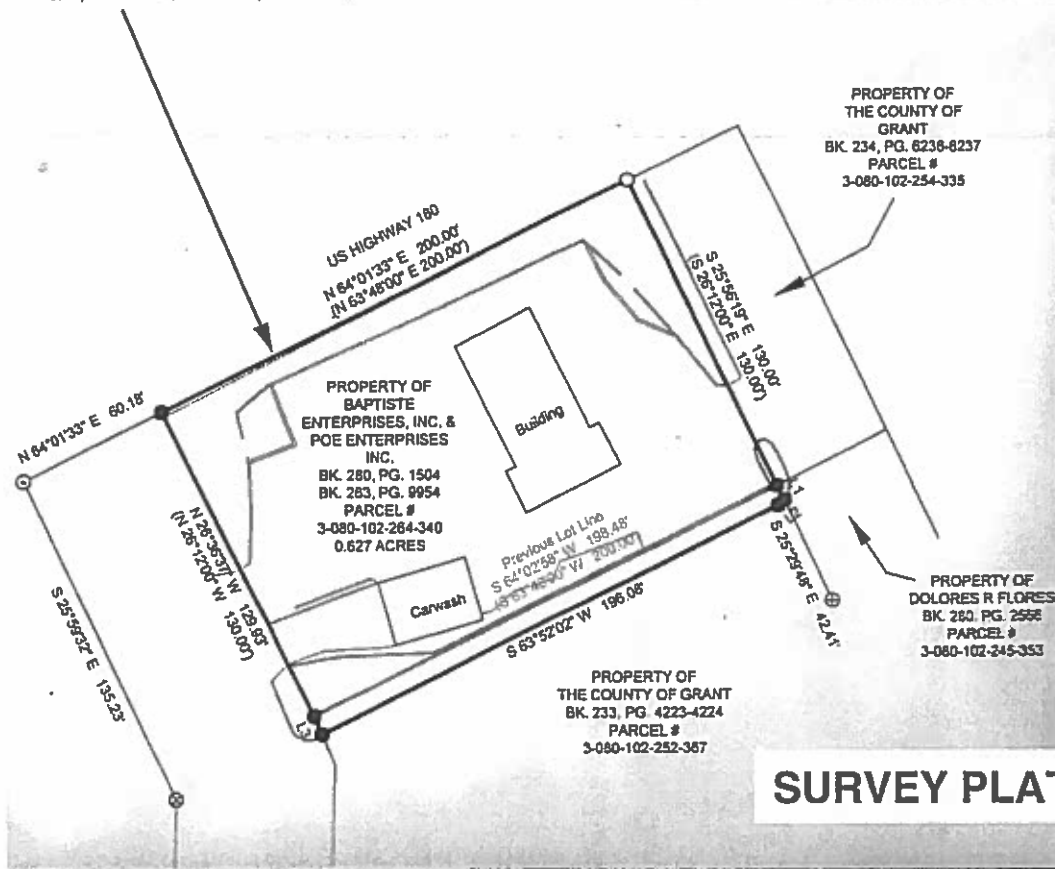 PROPERTY OF
THE COUNTY OF
GRANT
BK. 234, PG. 6236-6237
PARCEL #
3-080-102-254-335
US HIGHWAY 180
N 64°01'33" E 200.00'
(N 63°48'00" E 200.00')
S 25°56'19" E 130.00'
(S 26°12'00" E 130.00')
N 64°01'33" E 60.18'
PROPERTY OF
BAPTISTE
ENTERPRISES, INC. &
POE ENTERPRISES
INC.
BK. 280, PG. 1504
BK. 263, PG. 9954
PARCEL #
3-080-102-264-340
0.627 ACRES
Building
N 26°36'37" W 129.93'
(N 26°12'00" W 130.00')
Previous Lot Line
S 64°02'58" W 198.48'
(S 63°48'00" W 200.00')
Carwash
S 63°52'02" W 196.06'
L1
L2
S 25°29'48" E 42.41'
S 25°59'32" E 135.23'
L3
PROPERTY OF
DOLORES R FLORES
BK. 280, PG. 2556
PARCEL #
3-080-102-245-353
PROPERTY OF
THE COUNTY OF GRANT
BK. 233, PG. 4223-4224
PARCEL #
3-080-102-252-367
SURVEY PLAT